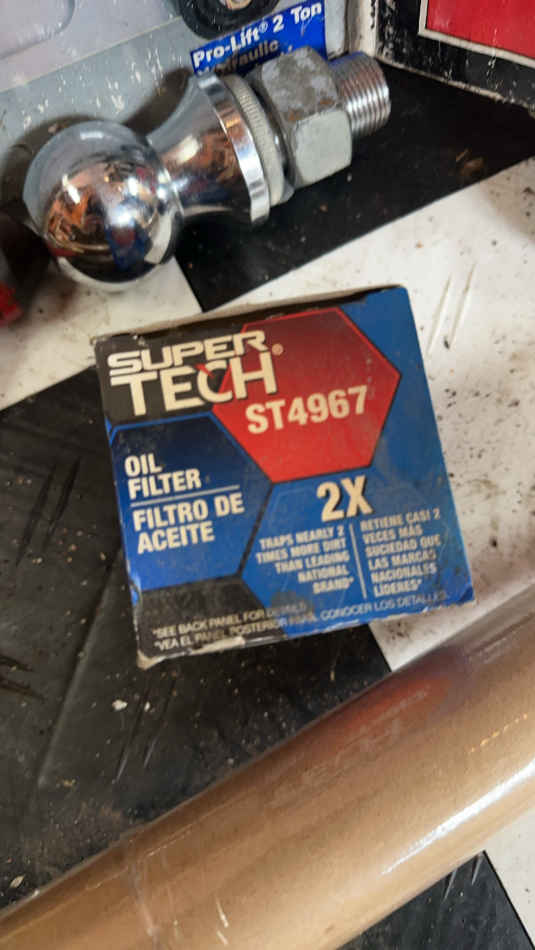 Pro-Lift® 2 Ton
Hydraulic
SUPER
TECH®
ST4967
OIL
FILTER
FILTRO DE
ACEITE
2X
TRAPS NEARLY 2
TIMES MORE DIRT
THAN LEADING
NATIONAL
BRAND*
RETIENE CASI 2
VECES MÁS
SUCIEDAD QUE
LAS MARCAS
NACIONALES
LÍDERES*
*SEE BACK PANEL FOR DETAILS
*VEA EL PANEL POSTERIOR PARA CONOCER LOS DETALLES.